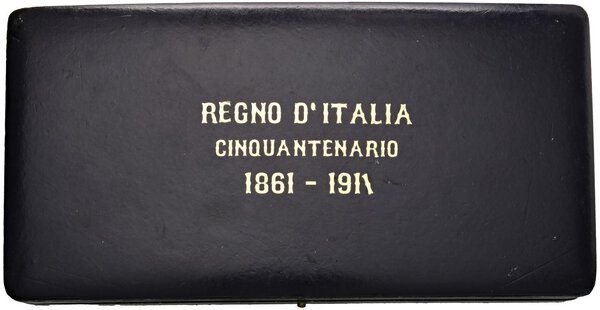 REGNO D'ITALIA
CINQUANTENARIO
1861 - 1911